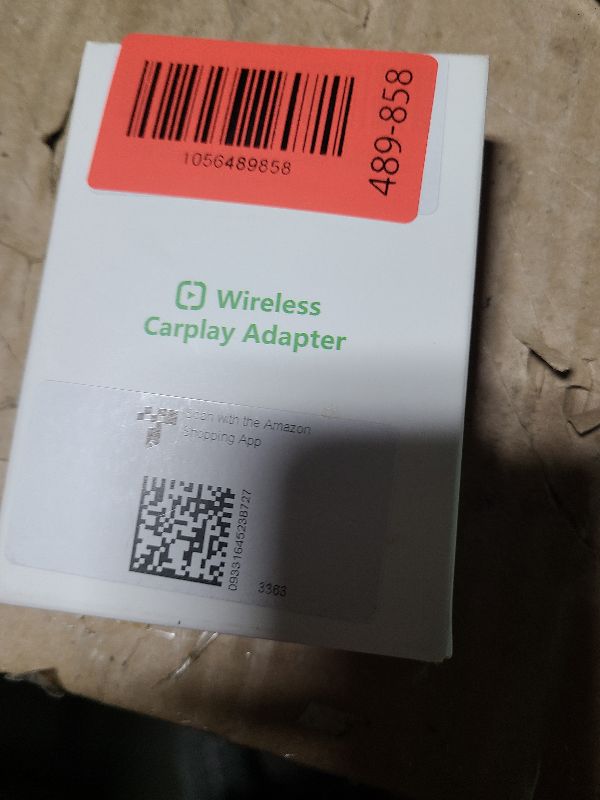 1056489858
489-858
Wireless
Carplay Adapter
Scan with the Amazon
Shopping App
0933164523B727
3363